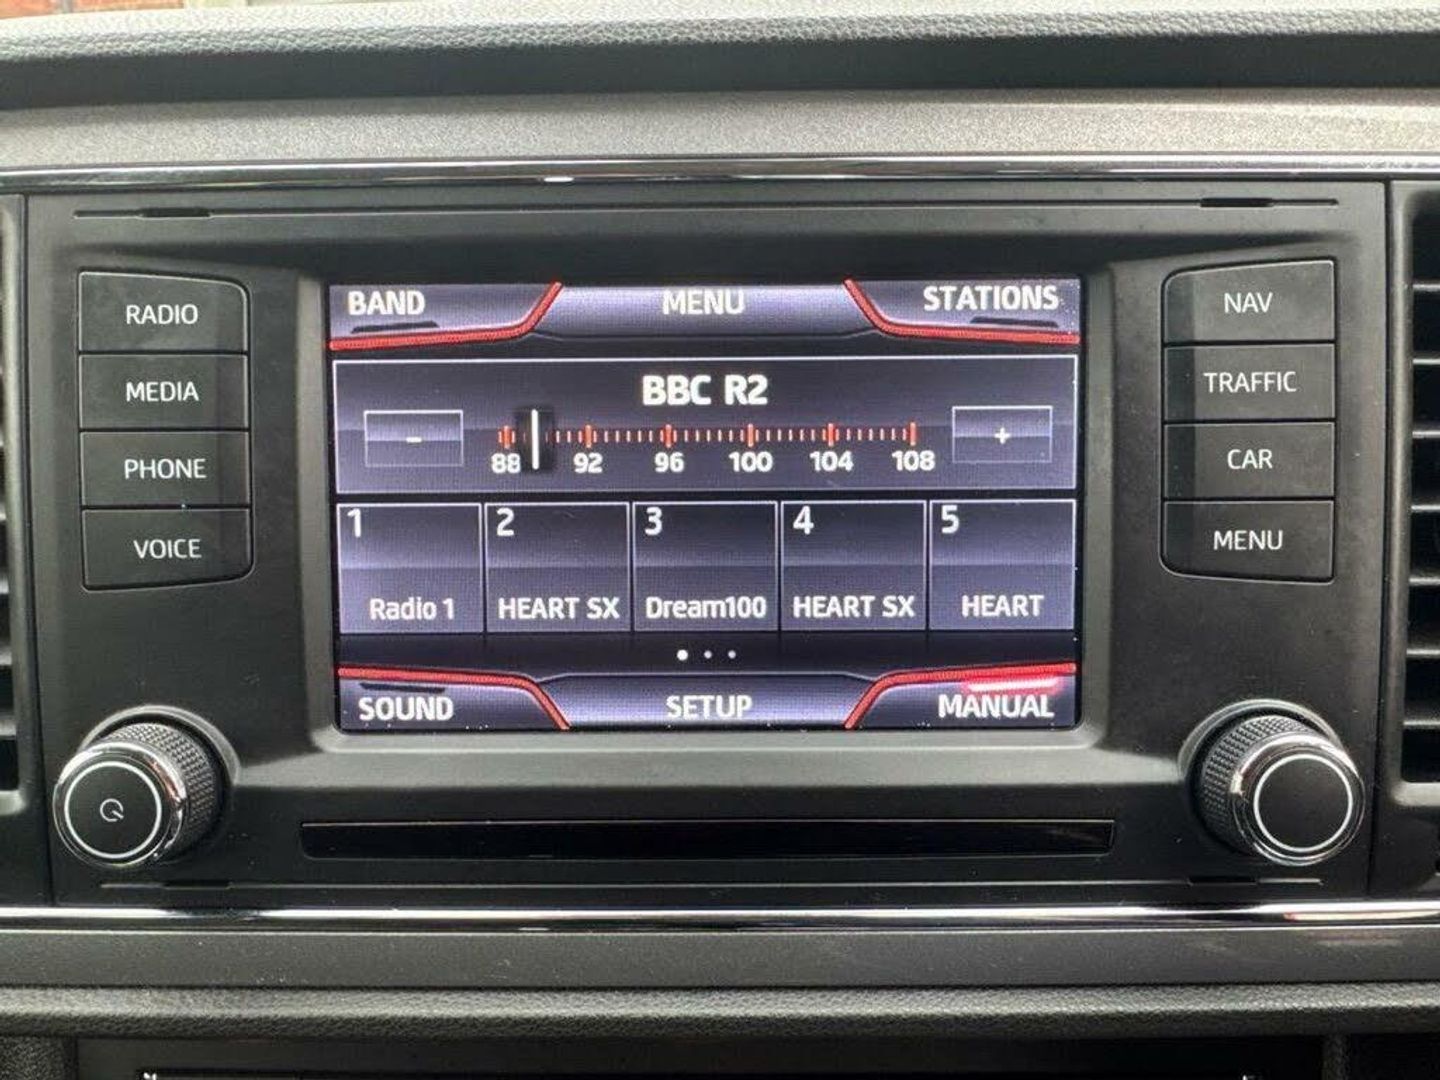 BAND MENU STATIONS
RADIO
MEDIA
PHONE
VOICE
BBC R2
- +
88 92 96 100 104 108
1 2 3 4 5
Radio 1 HEART SX Dream100 HEART SX HEART
SOUND SETUP MANUAL
NAV
TRAFFIC
CAR
MENU